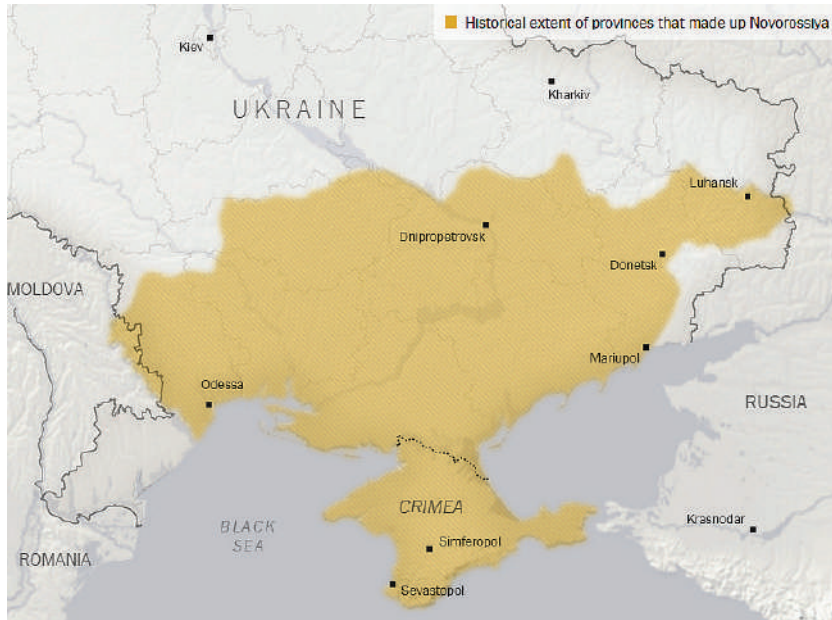 Historical extent of provinces that made up Novorossiya
Kiev
Kharkiv
UKRAINE
Luhansk
Dnipropetrovsk
Donetsk
MOLDOVA
Mariupol
Odessa
RUSSIA
CRIMEA
BLACK
SEA
Krasnodar
Simferopol
ROMANIA
Sevastopol